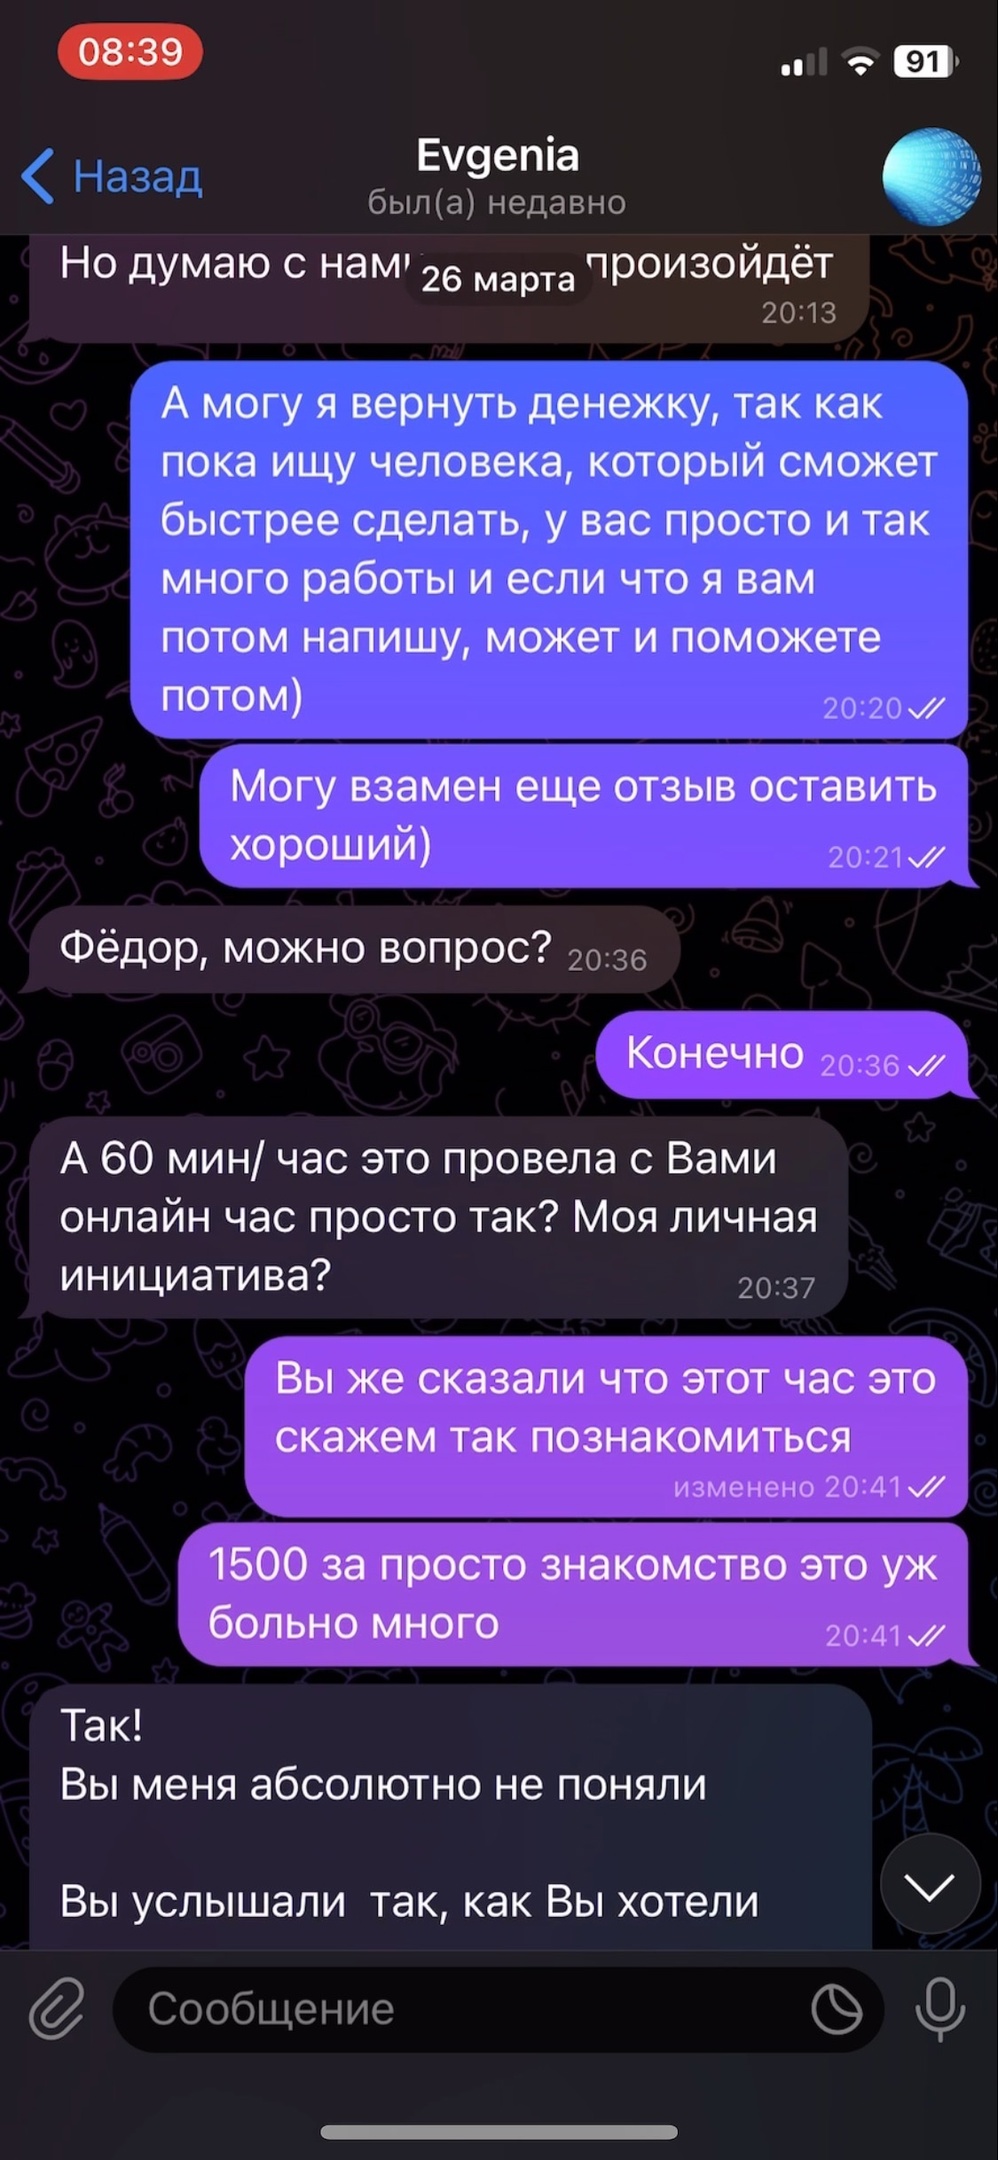 08:39
91
Назад
Evgenia
был(а) недавно
Но думаю с нами произойдёт
26 марта
20:13
А могу я вернуть денежку, так как
пока ищу человека, который сможет
быстрее сделать, у вас просто и так
много работы и если что я вам
потом напишу, может и поможете
потом)
20:20
Могу взамен еще отзыв оставить
хороший)
20:21
Фёдор, можно вопрос? 20:36
Конечно 20:36
А 60 мин/ час это провела с Вами
онлайн час просто так? Моя личная
инициатива?
20:37
Вы же сказали что этот час это
скажем так познакомиться
изменено 20:41
1500 за просто знакомство это уж
больно много
20:41
Так!
Вы меня абсолютно не поняли
Вы услышали  так, как Вы хотели
Сообщение